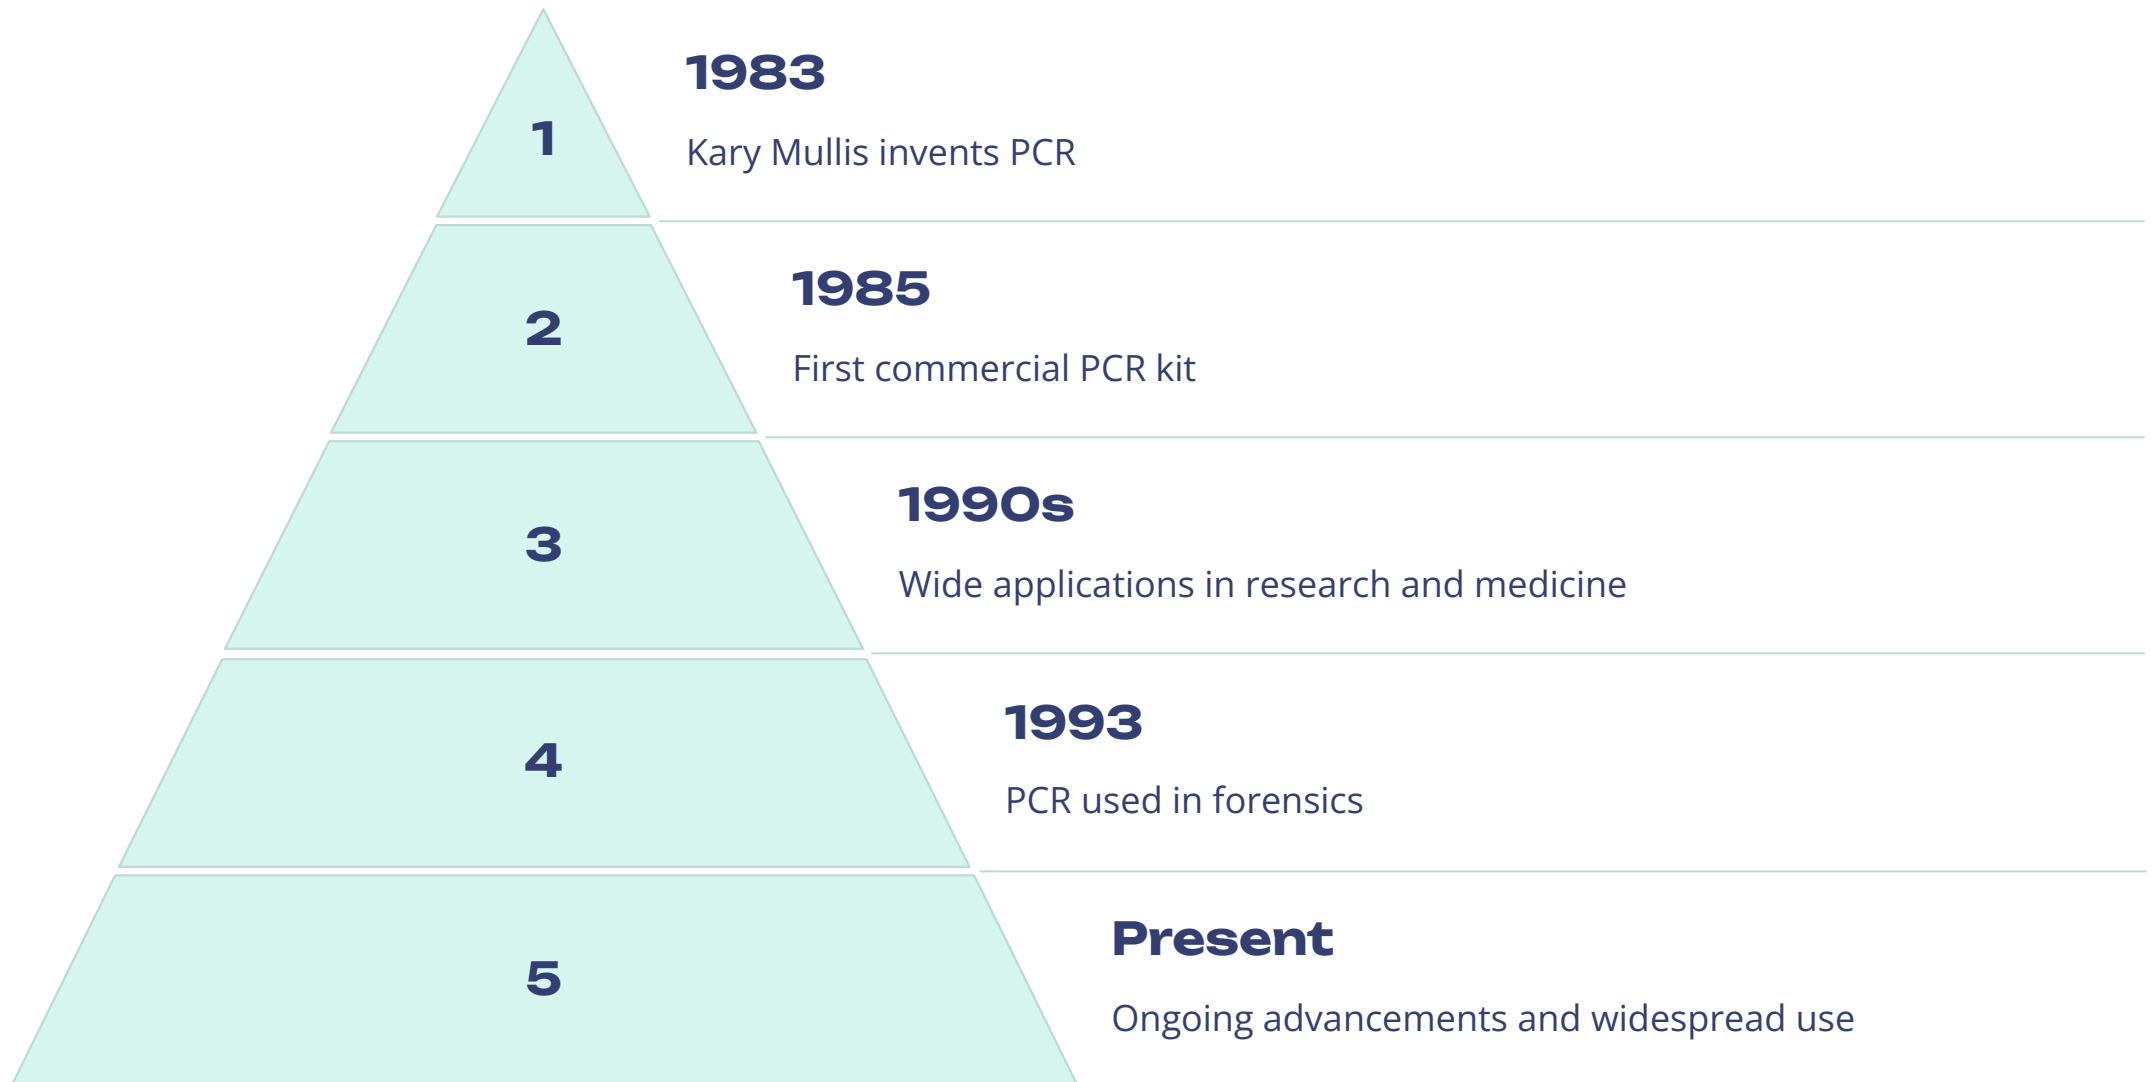 1
1983
Kary Mullis invents PCR
2
1985
First commercial PCR kit
3
1990s
Wide applications in research and medicine
4
1993
PCR used in forensics
5
Present
Ongoing advancements and widespread use